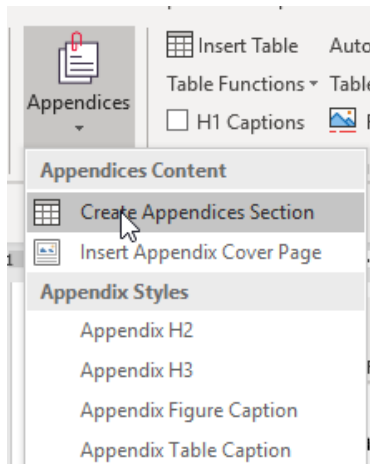 Insert Table Auto
Table Functions Table
Appendices
H1 Captions
Appendices Content
Create Appendices Section
Insert Appendix Cover Page
1
Appendix Styles
Appendix H2
Appendix H3
Appendix Figure Caption
Appendix Table Caption